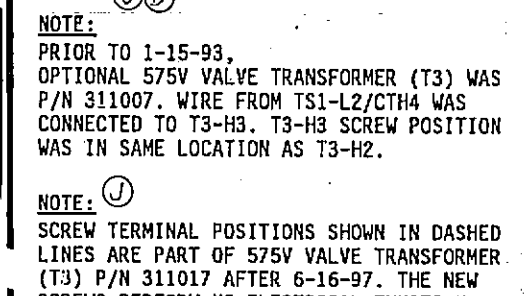 NOTE:
PRIOR TO 1-15-93,
OPTIONAL 575V VALVE TRANSFORMER (T3) WAS
P/N 311007. WIRE FROM TS1-L2/CTH4 WAS
CONNECTED TO T3-H3. T3-H3 SCREW POSITION
WAS IN SAME LOCATION AS T3-H2.
NOTE: J
SCREW TERMINAL POSITIONS SHOWN IN DASHED
LINES ARE PART OF 575V VALVE TRANSFORMER
(T3) P/N 311017 AFTER 6-16-97. THE NEW